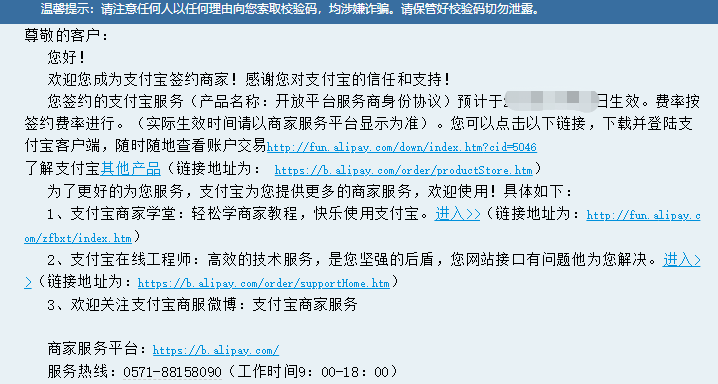 温馨提示：请注意任何人以任何理由向您索取校验码，均涉嫌诈骗。请保管好校验码切勿泄露。
尊敬的客户：
您好！
欢迎您成为支付宝签约商家！感谢您对支付宝的信任和支持！
您签约的支付宝服务（产品名称：开放平台服务商身份协议）预计于2日生效。费率按
签约费率进行。（实际生效时间请以商家服务平台显示为准）。您可以点击以下链接，下载并登陆支
付宝客户端，随时随地查看账户交易http://fun.alipay.com/down/index.htm?cid=5046
了解支付宝其他产品（链接地址为： https://b.alipay.com/order/productStore.htm）
为了更好的为您服务，支付宝为您提供更多的商家服务，欢迎使用！具体如下：
1、支付宝商家学堂：轻松学商家教程，快乐使用支付宝。进入>>（链接地址为：http://fun.alipay.c
om/zfbxt/index.htm）
2、支付宝在线工程师：高效的技术服务，是您坚强的后盾，您网站接口有问题他为您解决。进入>
>（链接地址为：https://b.alipay.com/order/supportHome.htm）
3、欢迎关注支付宝商服微博：支付宝商家服务
商家服务平台：https://b.alipay.com/
服务热线：0571-88158090（工作时间9：00-18：00）